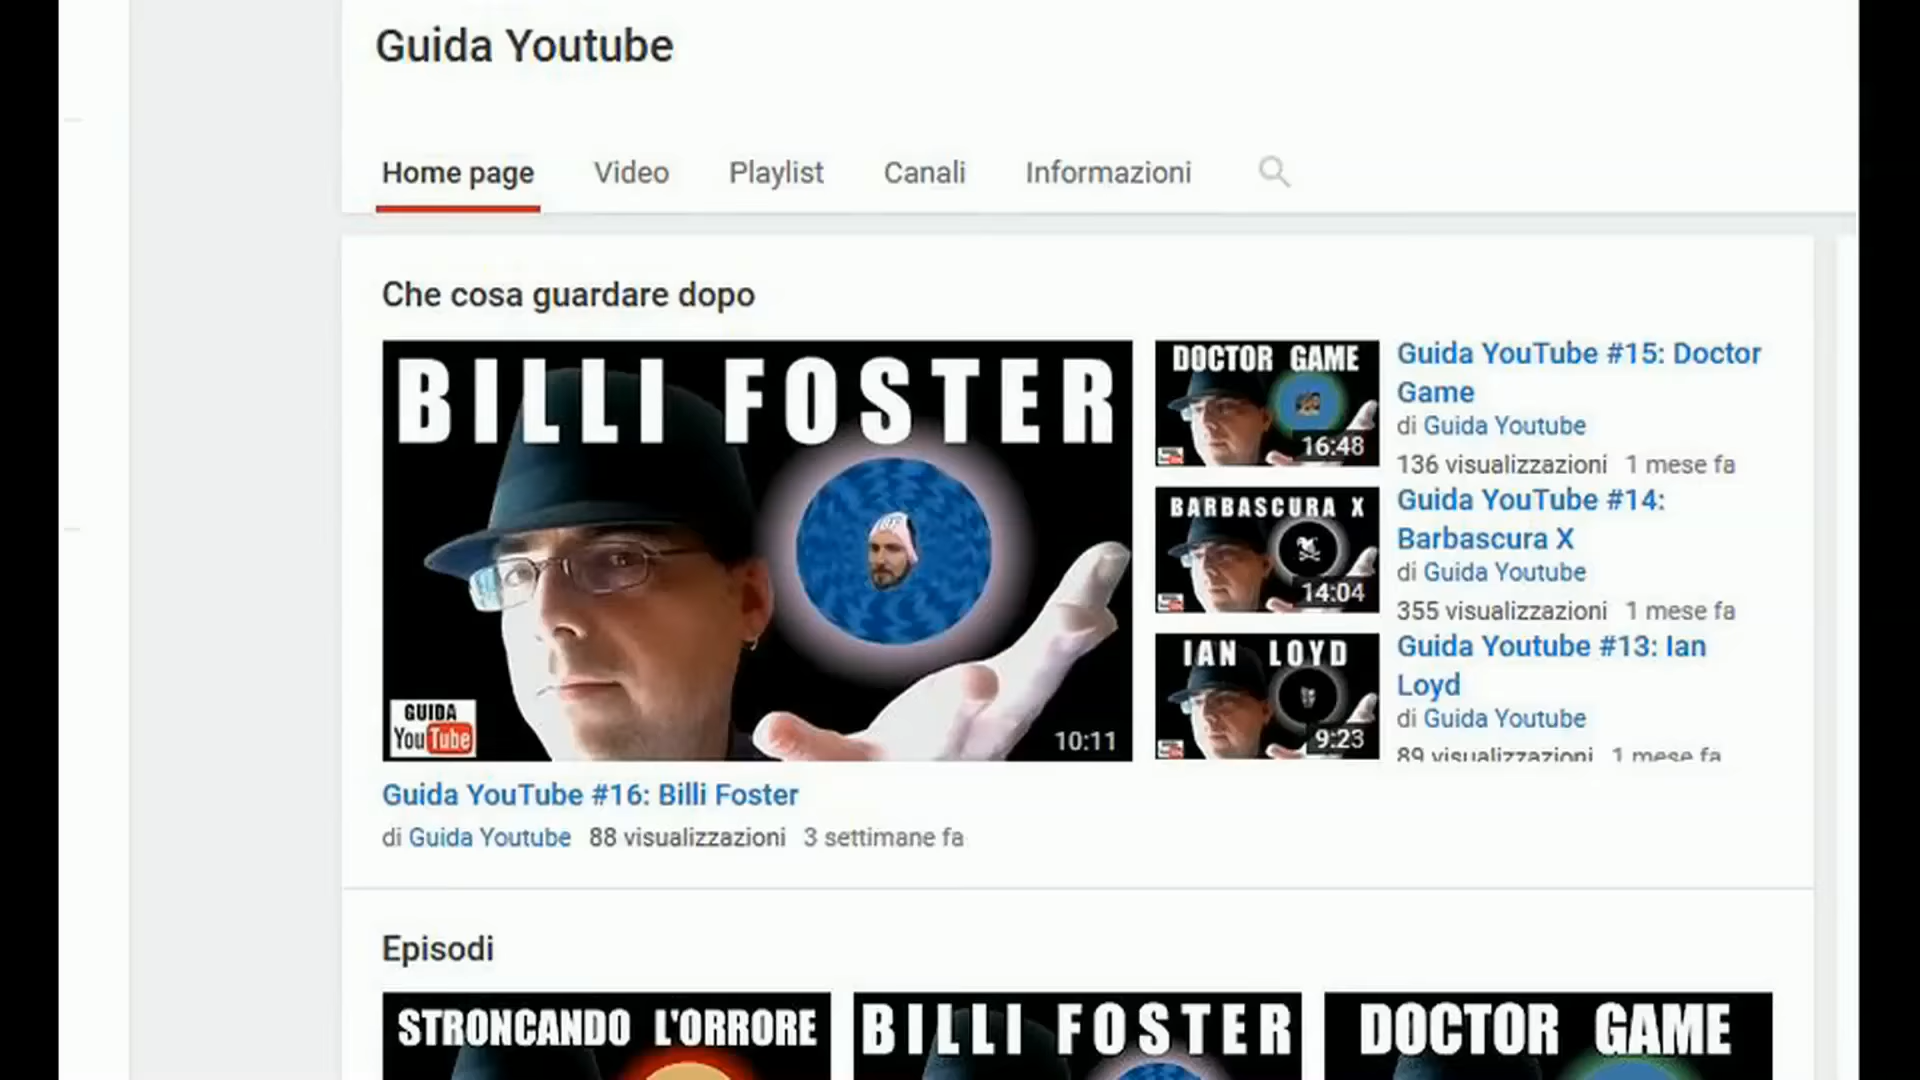 Guida Youtube
Home page Video Playlist Canali Informazioni
Che cosa guardare dopo
BILLI FOSTER
GUIDA
YouTube
10:11
Guida YouTube #16: Billi Foster
di Guida Youtube 88 visualizzazioni 3 settimane fa
DOCTOR GAME
16:48
Guida YouTube #15: Doctor
Game
di Guida Youtube
136 visualizzazioni 1 mese fa
BARBASCURA X
14:04
Guida YouTube #14:
Barbascura X
di Guida Youtube
355 visualizzazioni 1 mese fa
IAN LOYD
9:23
Guida Youtube #13: Ian
Loyd
di Guida Youtube
89 visualizzazioni 1 mese fa
Episodi
STRONCANDO L'ORRORE
BILLI FOSTER
DOCTOR GAME